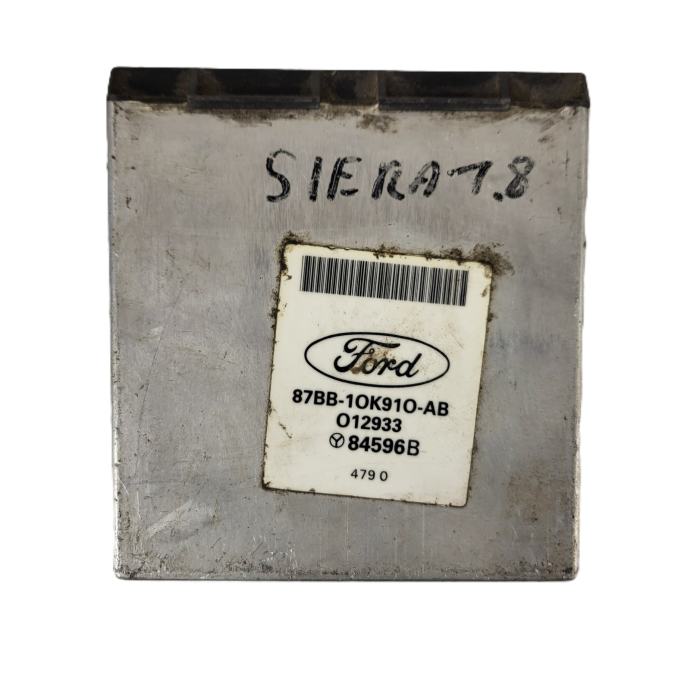 SIERA 1.8
Ford
87BB-10K910-AB
012933
84596B
479 0